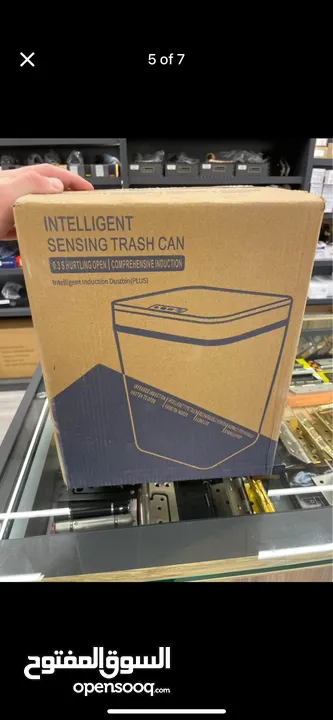 5 of 7
INTELLIGENT
SENSING TRASH CAN
0.3 S HURTLING OPEN | COMPREHENSIVE INDUCTION
Intelligent Induction Dustbin(PLUS)
السوق المفتوح
opensooq.com